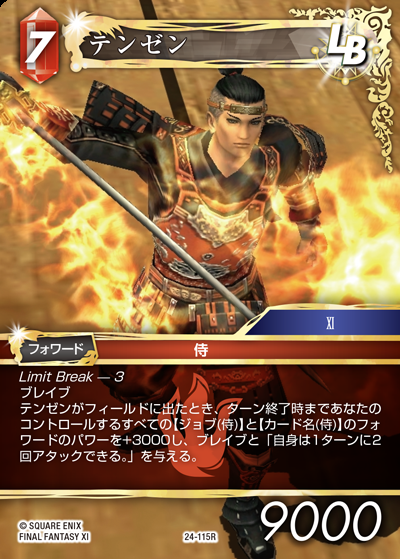 7
テンゼン
LB
XI
フォワード
侍
Limit Break — 3
ブレイブ
テンゼンがフィールドに出たとき、ターン終了時まであなたの
コントロールするすべての【ジョブ(侍)】と【カード名(侍)】のフォ
ワードのパワーを+3000し、ブレイブと「自身は1ターンに2
回アタックできる。」を与える。
© SQUARE ENIX
FINAL FANTASY XI
24-115R
9000